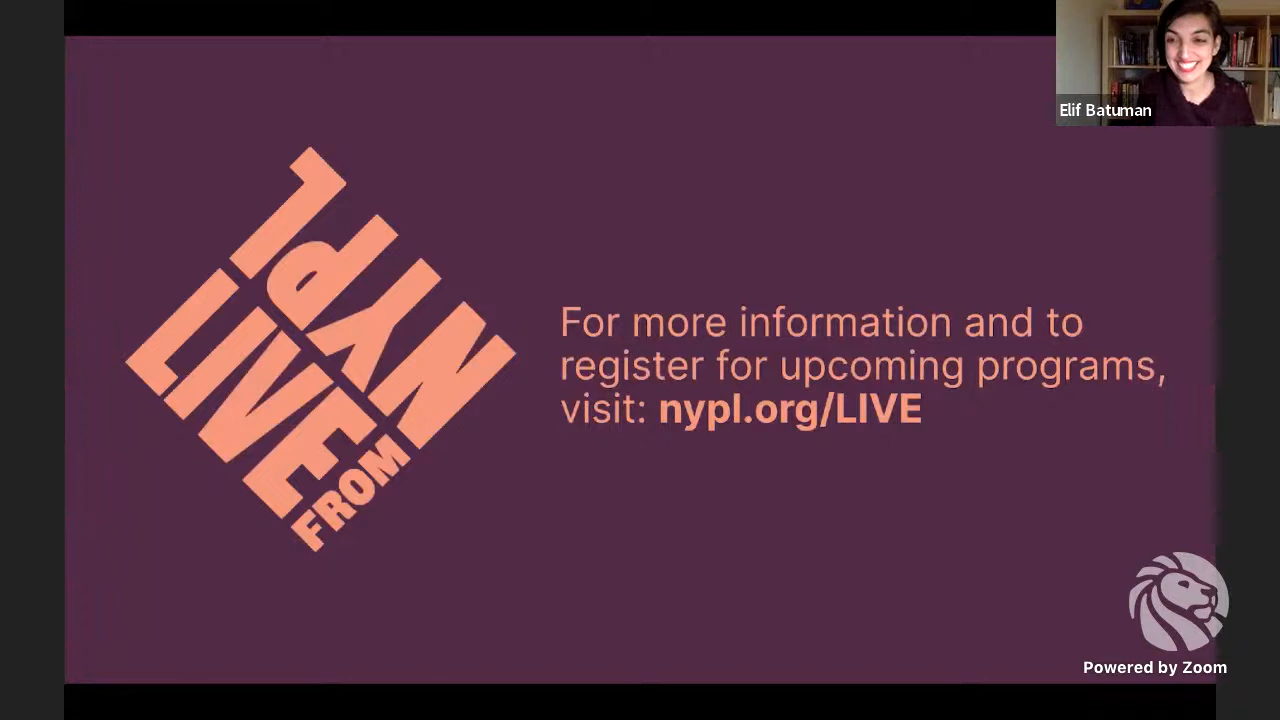 Elif Batuman
LIVE
FROM
NYPL
For more information and to
register for upcoming programs,
visit: nypl.org/LIVE
Powered by Zoom